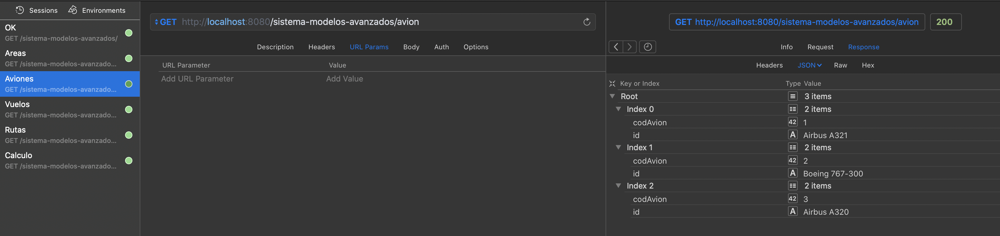 Sessions
Environments
OK
GET /sistema-modelos-avanzados/
Areas
GET /sistema-modelos-avanzado...
Aviones
GET /sistema-modelos-avanzado...
Vuelos
GET /sistema-modelos-avanzado...
Rutas
GET /sistema-modelos-avanzado...
Calculo
GET /sistema-modelos-avanzado...
GET http://localhost:8080/sistema-modelos-avanzados/avion
Description Headers URL Params Body Auth Options
URL Parameter Value
Add URL Parameter Add Value
GET http://localhost:8080/sistema-modelos-avanzados/avion 200
Info Request Response
Headers JSON Raw Hex
Key or Index Type Value
Root 3 items
Index 0 2 items
codAvion 42 1
id A Airbus A321
Index 1 2 items
codAvion 42 2
id A Boeing 767-300
Index 2 2 items
codAvion 42 3
id A Airbus A320